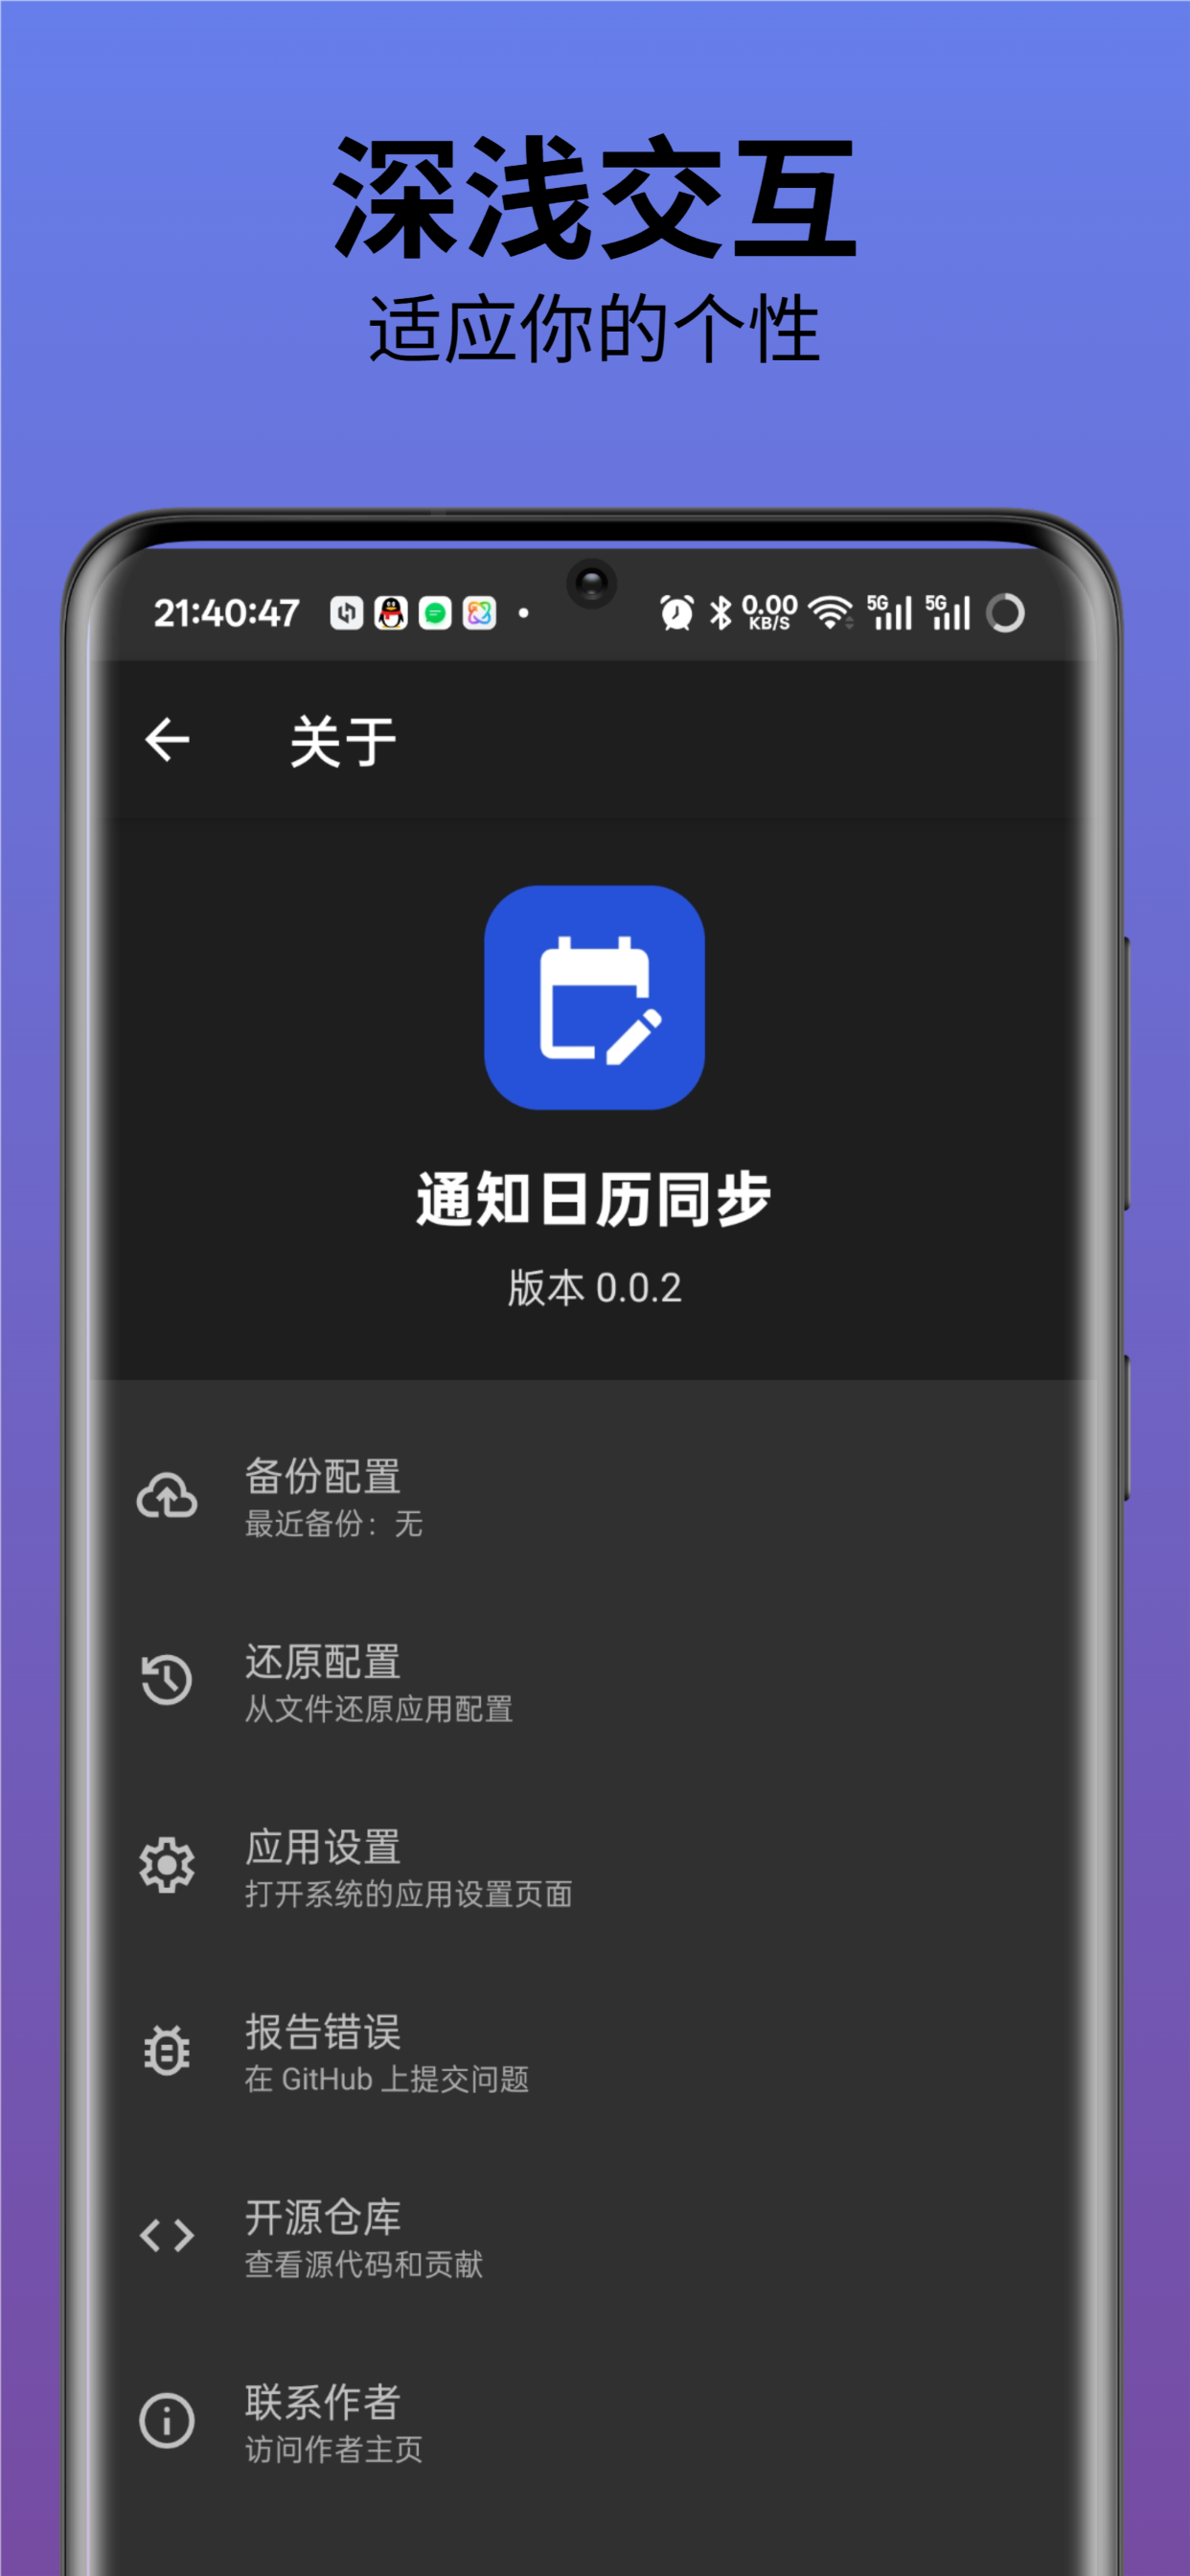 深浅交互
适应你的个性
21:40:47
0.00
KB/S
5G
5G
关于
通知日历同步
版本 0.0.2
备份配置
最近备份：无
还原配置
从文件还原应用配置
应用设置
打开系统的应用设置页面
报告错误
在 GitHub 上提交问题
开源仓库
查看源代码和贡献
联系作者
访问作者主页